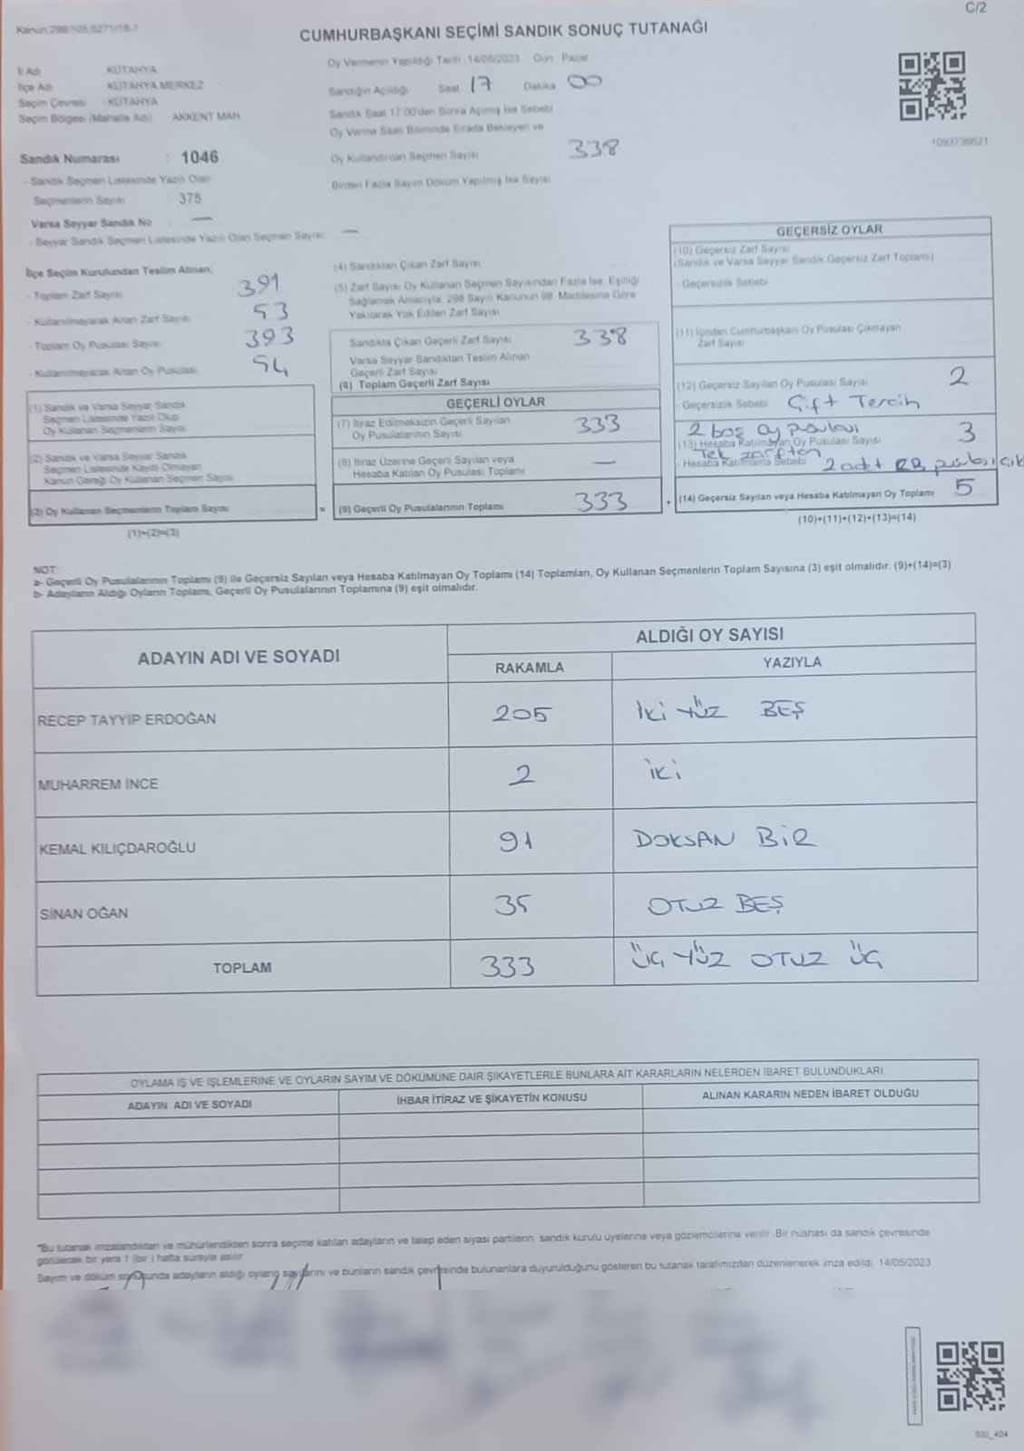 C/2
CUMHURBAŞKANI SEÇİMİ SANDIK SONUÇ TUTANAĞI
İl Adı : KÜTAHYA
İlçe Adı : KÜTAHYA MERKEZ
Seçim Çevresi : KÜTAHYA
Seçim Bölgesi (Mahalle Adı) : AKKENT MAH
Sandık Numarası : 1046
- Sandık Seçmen Listesinde Yazılı Olan
Seçmenlerin Sayısı : 375
Varsa Seyyar Sandık No : —
- Seyyar Sandık Seçmen Listesinde Yazılı Olan Seçmen Sayısı: —
Oy Vermenin Yapıldığı Tarih : 14/05/2023 Gün : Pazar
Sandığın Açıldığı Saat 17 Dakika 00
Sandık Saat 17:00'den Sonra Açılmış İse Sebebi
Oy Verme Saati Bitiminde Sırada Bekleyen ve
Oy Kullandırılan Seçmen Sayısı 338
Birden Fazla Sayım Döküm Yapılmış İse Sayısı
İlçe Seçim Kurulundan Teslim Alınan;
- Toplam Zarf Sayısı 391
- Kullanılmayarak Artan Zarf Sayısı 53
- Toplam Oy Pusulası Sayısı 393
- Kullanılmayarak Artan Oy Pusulası 54
(1) Sandık ve Varsa Seyyar Sandık
Seçmen Listesinde Yazılı Olup
Oy Kullanan Seçmenlerin Sayısı
(2) Sandık ve Varsa Seyyar Sandık
Seçmen Listesinde Kayıtlı Olmayan
Kanun Gereği Oy Kullanan Seçmen Sayısı
(3) Oy Kullanan Seçmenlerin Toplam Sayısı
(1)+(2)=(3)
(4) Sandıktan Çıkan Zarf Sayısı
(5) Zarf Sayısı Oy Kullanan Seçmen Sayısından Fazla İse, Eşitliği
Sağlamak Amacıyla, 298 Sayılı Kanunun 98. Maddesine Göre
Yakılarak Yok Edilen Zarf Sayısı
Sandıkta Çıkan Geçerli Zarf Sayısı 338
Varsa Seyyar Sandıktan Teslim Alınan
Geçerli Zarf Sayısı
(6) Toplam Geçerli Zarf Sayısı
GEÇERLİ OYLAR
(7) İtiraz Edilmeksizin Geçerli Sayılan
Oy Pusulalarının Sayısı 333
(8) İtiraz Üzerine Geçerli Sayılan veya
Hesaba Katılan Oy Pusulası Toplamı —
= (9) Geçerli Oy Pusulalarının Toplamı 333
GEÇERSİZ OYLAR
(10) Geçersiz Zarf Sayısı
(Sandık ve Varsa Seyyar Sandık Geçersiz Zarf Toplamı)
- Geçersizlik Sebebi
(11) İçinden Cumhurbaşkanı Oy Pusulası Çıkmayan
Zarf Sayısı
(12) Geçersiz Sayılan Oy Pusulası Sayısı 2
- Geçersizlik Sebebi Çift Tercih
2 boş oy pusulası
(13) Hesaba Katılmayan Oy Pusulası Sayısı 3
Tek zarftan
Hesaba Katılmama Sebebi 2 adet
+ (14) Geçersiz Sayılan veya Hesaba Katılmayan Oy Toplamı 5
(10)+(11)+(12)+(13)=(14)
NOT:
a- Geçerli Oy Pusulalarının Toplamı (9) ile Geçersiz Sayılan veya Hesaba Katılmayan Oy Toplamı (14) Toplamları, Oy Kullanan Seçmenlerin Toplam Sayısına (3) eşit olmalıdır. (9)+(14)=(3)
b- Adayların Aldığı Oyların Toplamı, Geçerli Oy Pusulalarının Toplamına (9) eşit olmalıdır.
ADAYIN ADI VE SOYADI
ALDIĞI OY SAYISI
RAKAMLA YAZIYLA
RECEP TAYYİP ERDOĞAN 205 İki YÜZ BEŞ
MUHARREM İNCE 2 İki
KEMAL KILIÇDAROĞLU 91 DOKSAN BİR
SİNAN OĞAN 35 OTUZ BEŞ
TOPLAM 333 ÜÇ YÜZ OTUZ ÜÇ
OYLAMA İŞ VE İŞLEMLERİNE VE OYLARIN SAYIM VE DÖKÜMÜNE DAİR ŞİKAYETLERLE BUNLARA AİT KARARLARIN NELERDEN İBARET BULUNDUKLARI
ADAYIN ADI VE SOYADI İHBAR İTİRAZ VE ŞİKAYETİN KONUSU ALINAN KARARIN NEDEN İBARET OLDUĞU
"Bu tutanak imzalandıktan ve mühürlendikten sonra seçime katılan adayların ve talep eden siyasi partilerin, sandık kurulu üyelerine veya gözlemcilerine verilir. Bir nüshası da sandık çevresinde
görülecek bir yere 1 (bir) hafta süreyle asılır.
Sayım ve döküm sonucunda adayların aldığı oyların sayılarını ve bunların sandık çevresinde bulunanlara duyurulduğunu gösteren bu tutanak tarafımızdan düzenlenerek imza edildi. 14/05/2023